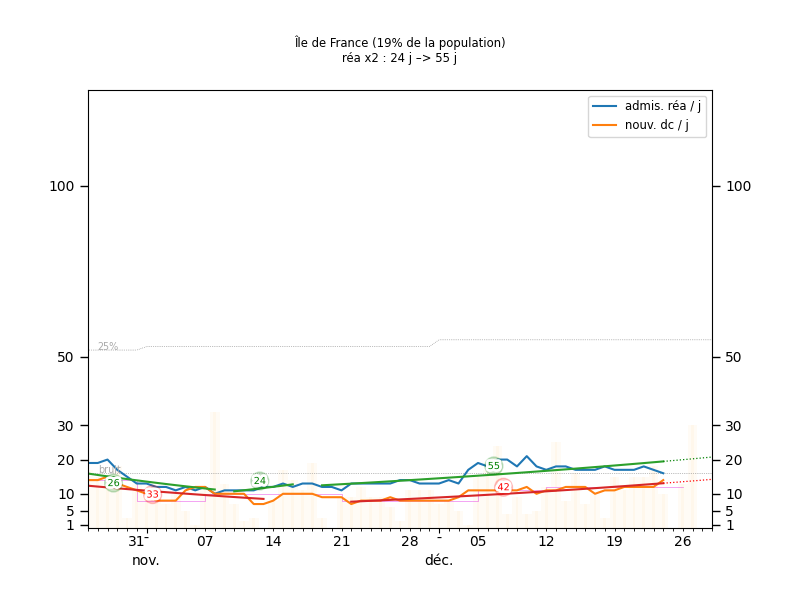 Île de France (19% de la population)
réa x2 : 24 j –> 55 j
admis. réa / j
nouv. dc / j
100 100
25%
50 50
30 30
bruit
20 20
26 33 24 55 42
10 10
5 5
1 1
31 07 14 21 28 05 12 19 26
nov. déc.